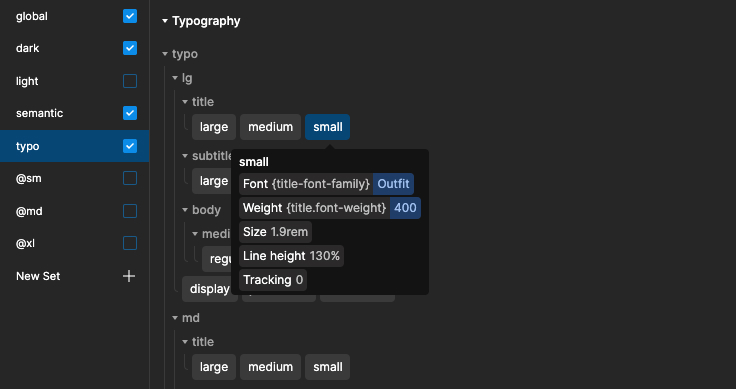 global
dark
light
semantic
typo
@sm
@md
@xl
New Set
Typography
typo
lg
title
large medium small
subtitle
large
body
display
small
Font {title-font-family} Outfit
Weight {title.font-weight} 400
Size 1.9rem
Line height 130%
Tracking 0
md
title
large medium small